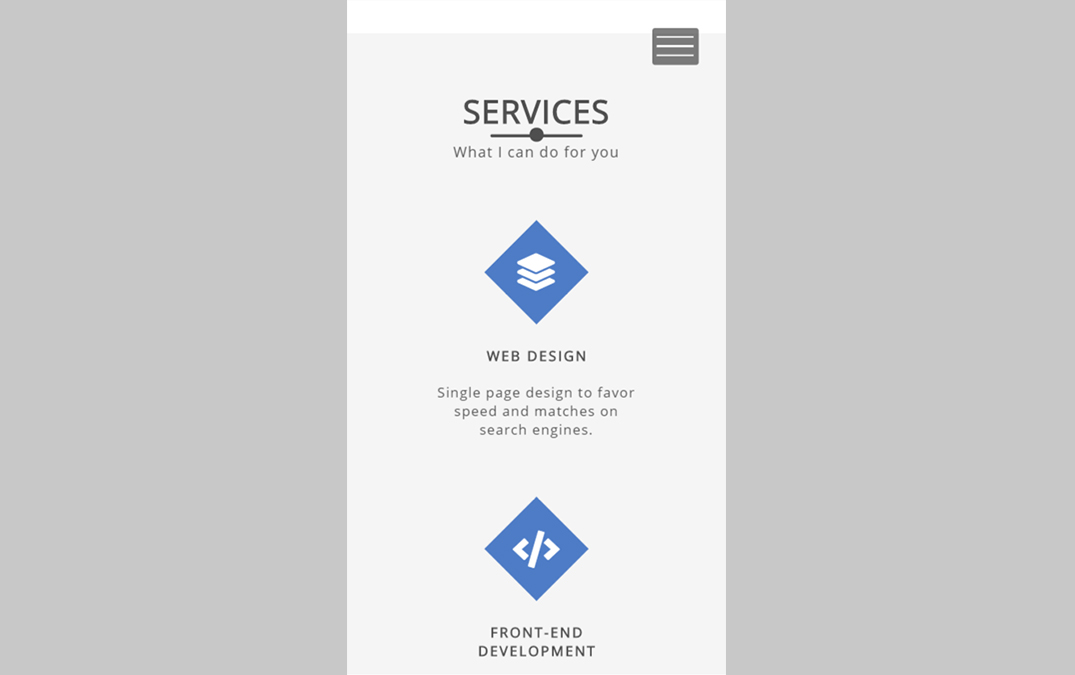 SERVICES
What I can do for you
WEB DESIGN
Single page design to favor
speed and matches on
search engines.
</>
FRONT-END
DEVELOPMENT